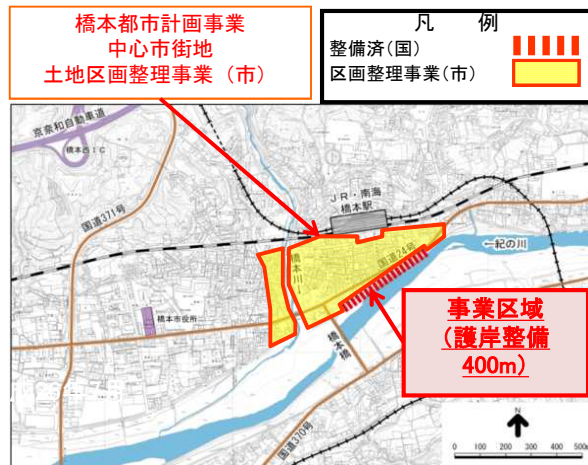 橋本都市計画事業
中心市街地
土地区画整理事業（市）
凡 例
整備済(国)
区画整理事業(市)
京奈和自動車道
橋本西IC
国道371号
JR・南海
橋本駅
国道24号
紀の川
橋本川
橋本市役所
橋本橋
国道370号
事業区域
（護岸整備
400m）
N
0 100 200 300 400 500m